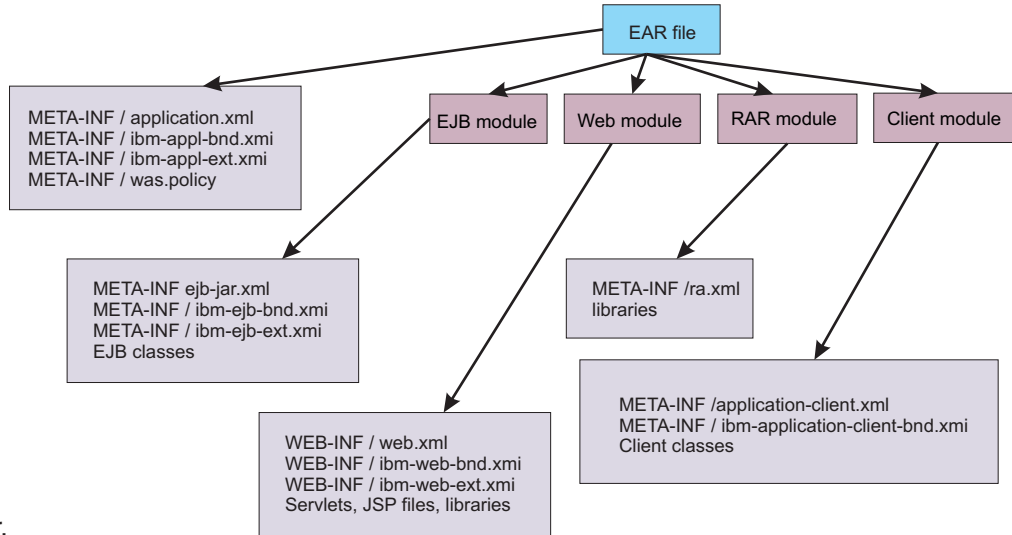 EAR file
META-INF / application.xml
META-INF / ibm-appl-bnd.xmi
META-INF / ibm-appl-ext.xmi
META-INF / was.policy
EJB module
Web module
RAR module
Client module
META-INF ejb-jar.xml
META-INF / ibm-ejb-bnd.xmi
META-INF / ibm-ejb-ext.xmi
EJB classes
META-INF /ra.xml
libraries
META-INF /application-client.xml
META-INF / ibm-application-client-bnd.xmi
Client classes
WEB-INF / web.xml
WEB-INF / ibm-web-bnd.xmi
WEB-INF / ibm-web-ext.xmi
Servlets, JSP files, libraries